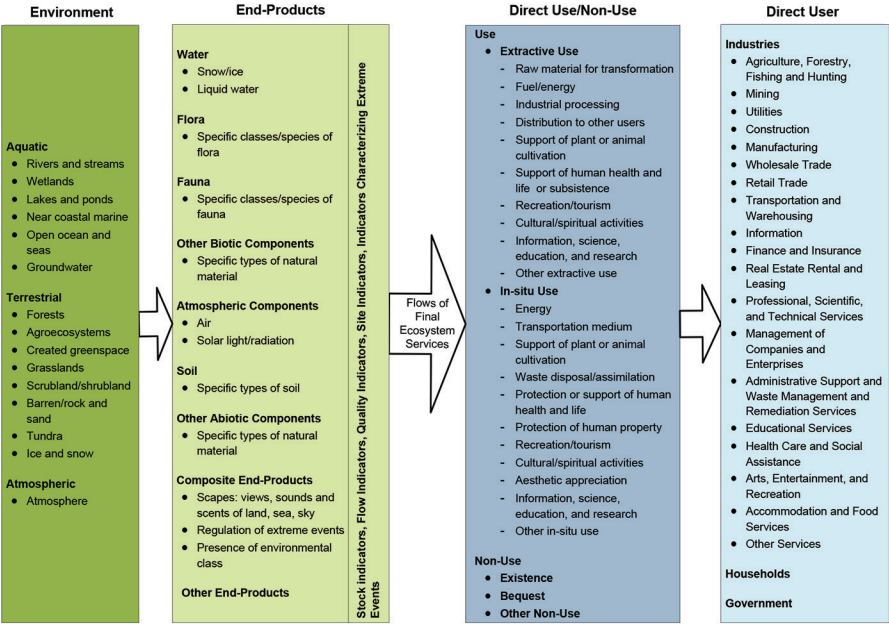 Environment
Aquatic
● Rivers and streams
● Wetlands
● Lakes and ponds
● Near coastal marine
● Open ocean and
seas
● Groundwater
Terrestrial
● Forests
● Agroecosystems
● Created greenspace
● Grasslands
● Scrubland/shrubland
● Barren/rock and
sand
● Tundra
● Ice and snow
Atmospheric
● Atmosphere
End-Products
Water
● Snow/ice
● Liquid water
Flora
● Specific classes/species of
flora
Fauna
● Specific classes/species of
fauna
Other Biotic Components
● Specific types of natural
material
Atmospheric Components
● Air
● Solar light/radiation
Soil
● Specific types of soil
Other Abiotic Components
● Specific types of natural
material
Composite End-Products
● Scapes: views, sounds and
scents of land, sea, sky
● Regulation of extreme events
● Presence of environmental
class
Other End-Products
Stock indicators, Flow Indicators, Quality Indicators, Site Indicators, Indicators Characterizing Extreme
Events
Flows of
Final
Ecosystem
Services
Direct Use/Non-Use
Use
● Extractive Use
- Raw material for transformation
- Fuel/energy
- Industrial processing
- Distribution to other users
- Support of plant or animal
cultivation
- Support of human health and
life or subsistence
- Recreation/tourism
- Cultural/spiritual activities
- Information, science,
education, and research
- Other extractive use
● In-situ Use
- Energy
- Transportation medium
- Support of plant or animal
cultivation
- Waste disposal/assimilation
- Protection or support of human
health and life
- Protection of human property
- Recreation/tourism
- Cultural/spiritual activities
- Aesthetic appreciation
- Information, science,
education, and research
- Other in-situ use
Non-Use
● Existence
● Bequest
● Other Non-Use
Direct User
Industries
● Agriculture, Forestry,
Fishing and Hunting
● Mining
● Utilities
● Construction
● Manufacturing
● Wholesale Trade
● Retail Trade
● Transportation and
Warehousing
● Information
● Finance and Insurance
● Real Estate Rental and
Leasing
● Professional, Scientific,
and Technical Services
● Management of
Companies and
Enterprises
● Administrative Support and
Waste Management and
Remediation Services
● Educational Services
● Health Care and Social
Assistance
● Arts, Entertainment, and
Recreation
● Accommodation and Food
Services
● Other Services
Households
Government